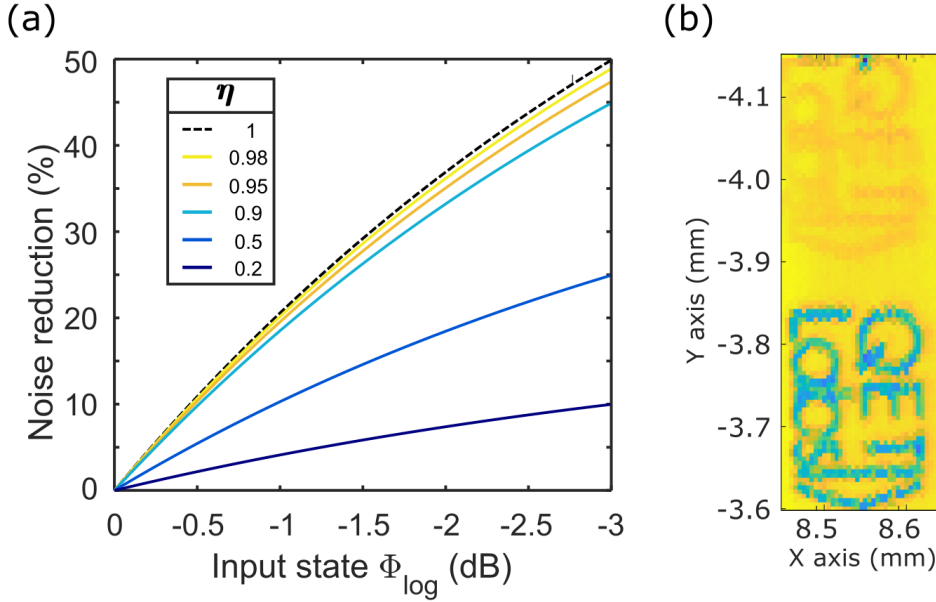 (a)
50
40
30
20
10
0
Noise reduction (%)
η
1
0.98
0.95
0.9
0.5
0.2
0 -0.5 -1 -1.5 -2 -2.5 -3
Input state Φlog (dB)
(b)
-4.1
-4.0
-3.9
-3.8
-3.7
-3.6
Y axis (mm)
QET
QET
8.5 8.6
X axis (mm)